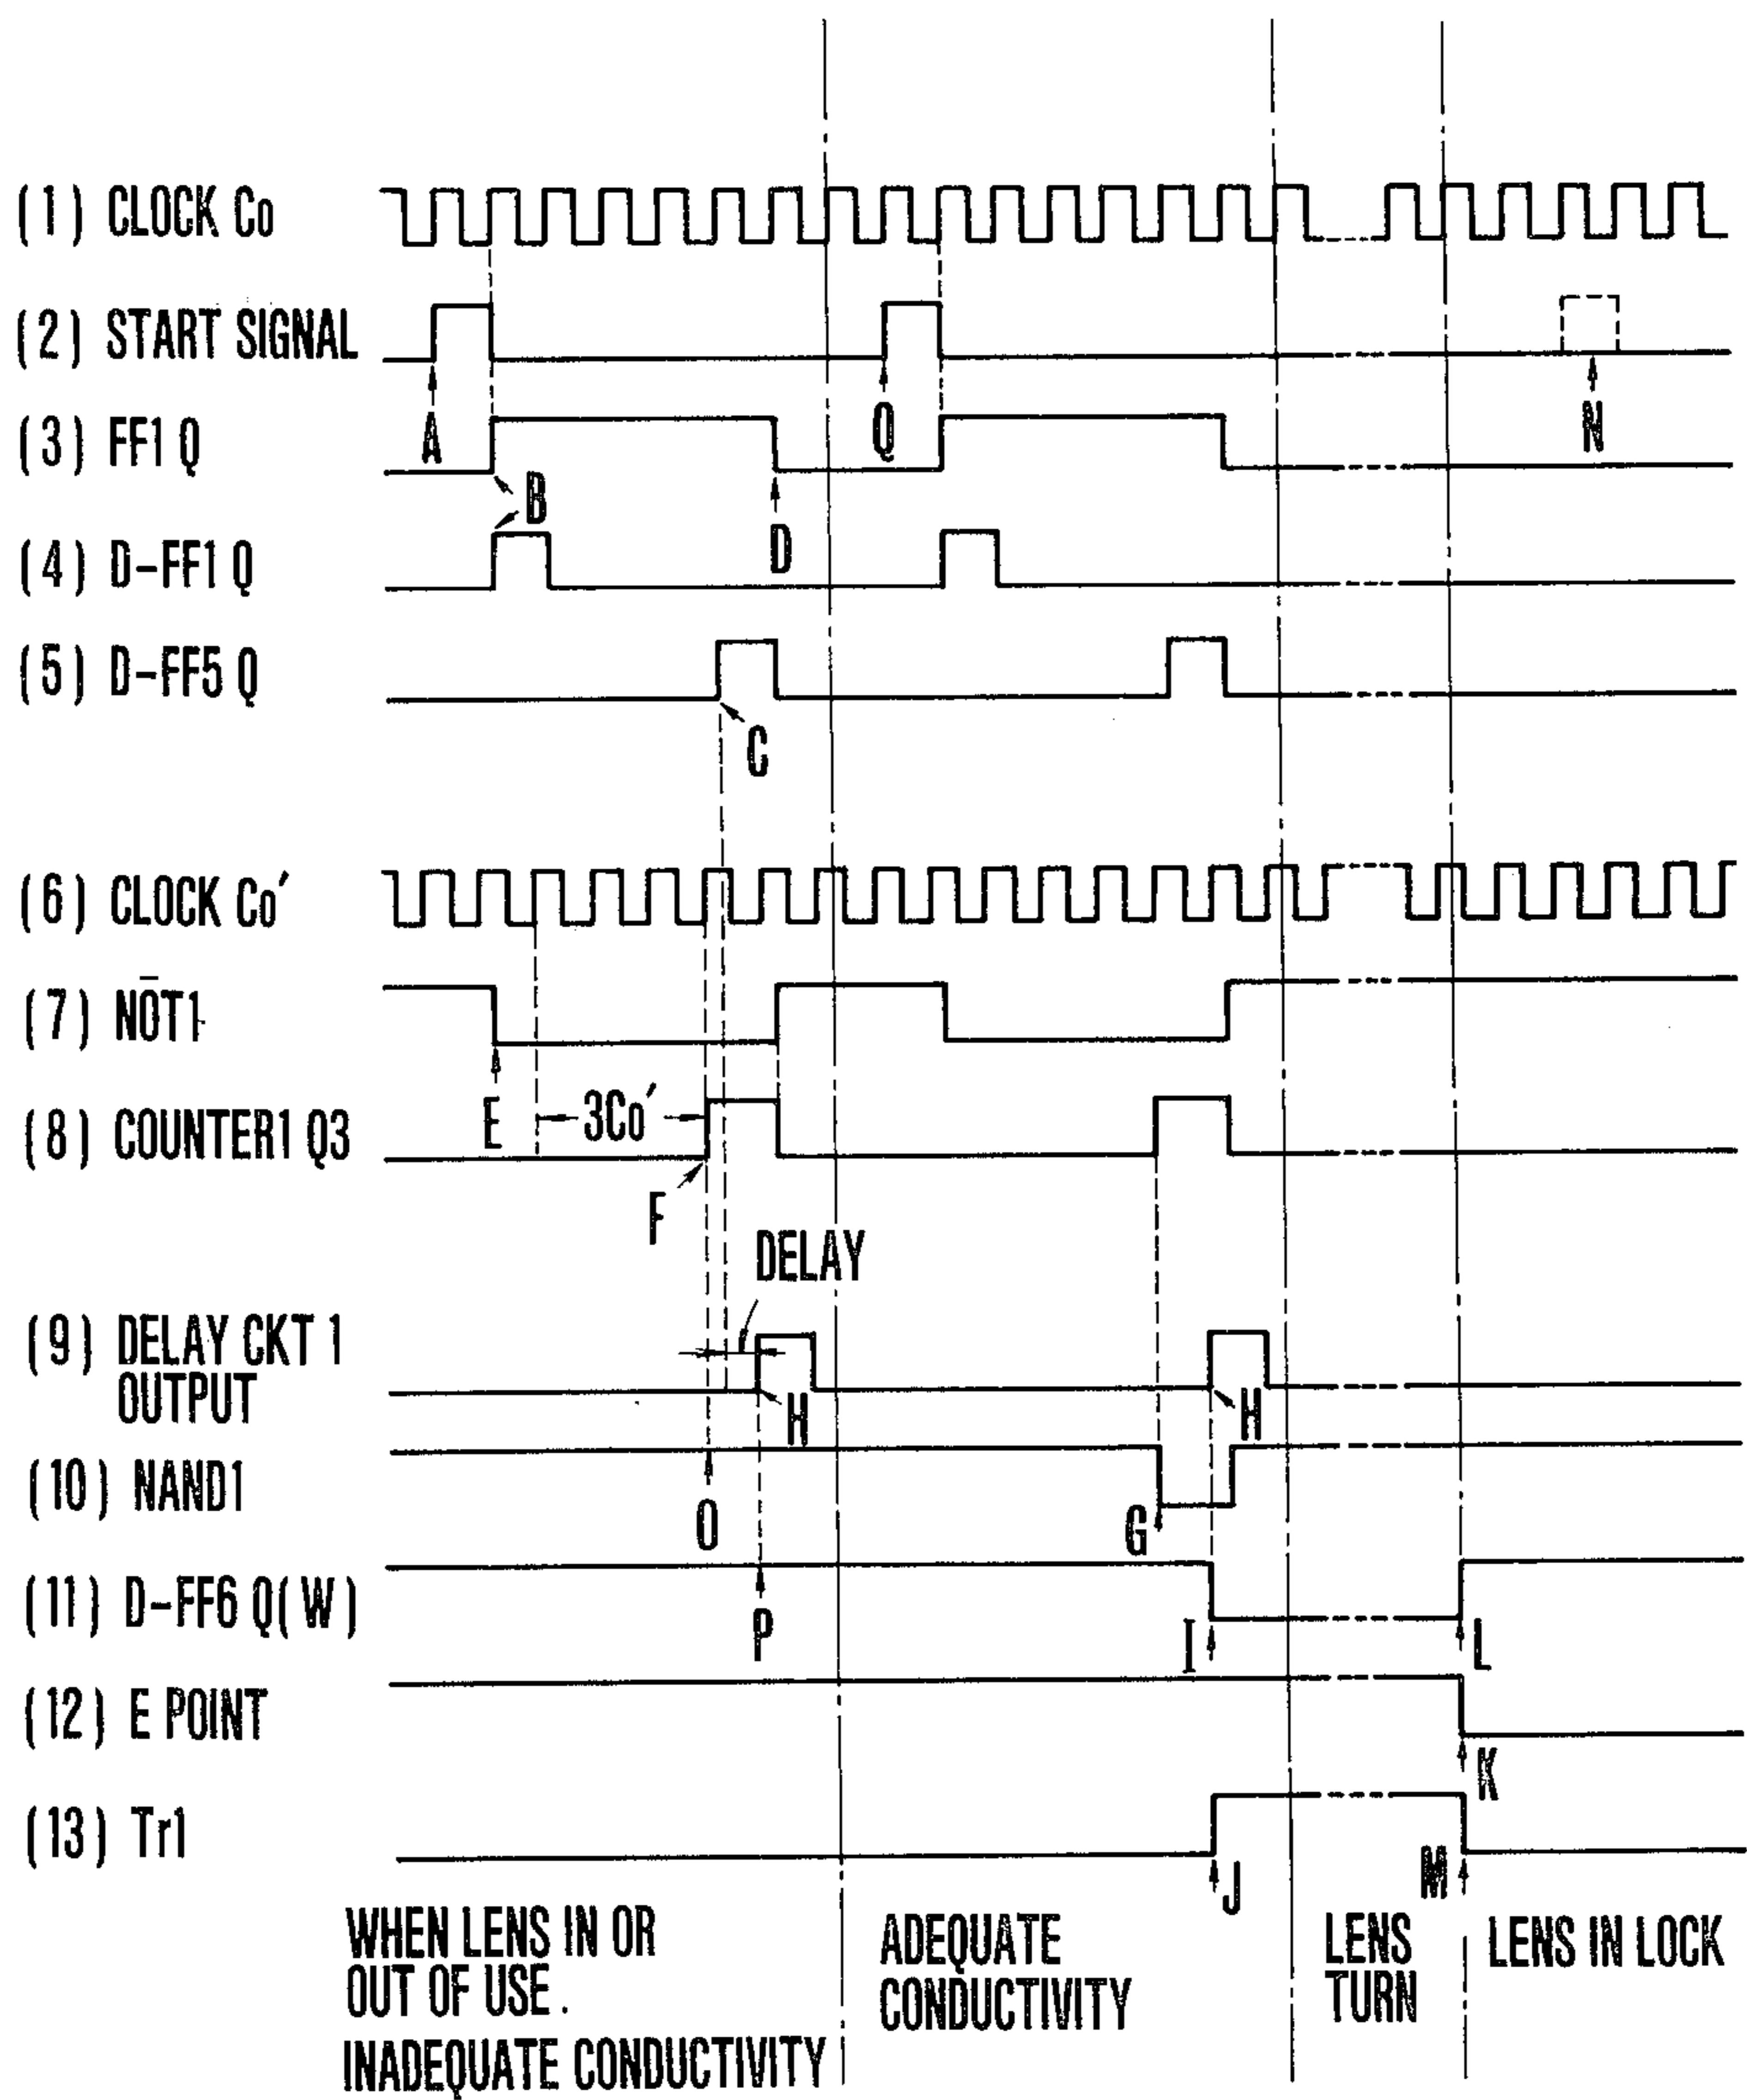 (1) CLOCK Co
(2) START SIGNAL
A
Q
N
(3) FF1 Q
B
D
(4) D-FF1 Q
(5) D-FF5 Q
C
(6) CLOCK Co′
(7) NO̅T1
E
3Co′
(8) COUNTER1 Q3
F
DELAY
(9) DELAY CKT 1
OUTPUT
H
H
(10) NAND1
O
G
(11) D-FF6 Q(W)
P
I
L
(12) E POINT
K
(13) Tr1
J
M
WHEN LENS IN OR
OUT OF USE.
INADEQUATE CONDUCTIVITY
ADEQUATE
CONDUCTIVITY
LENS
TURN
LENS IN LOCK